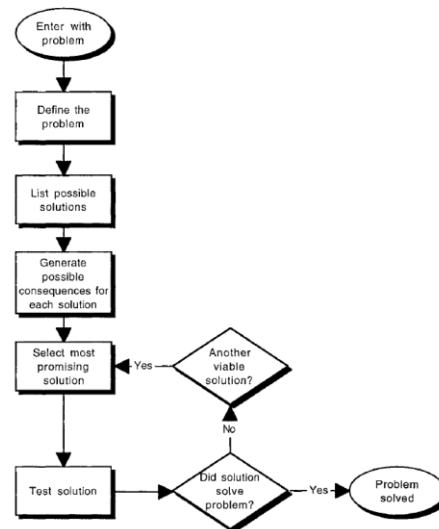 Enter with
problem
Define the
problem
List possible
solutions
Generate
possible
consequences for
each solution
Select most
promising
solution
Yes
Another
viable
solution?
No
Test solution
Did solution
solve
problem?
Yes
Problem
solved